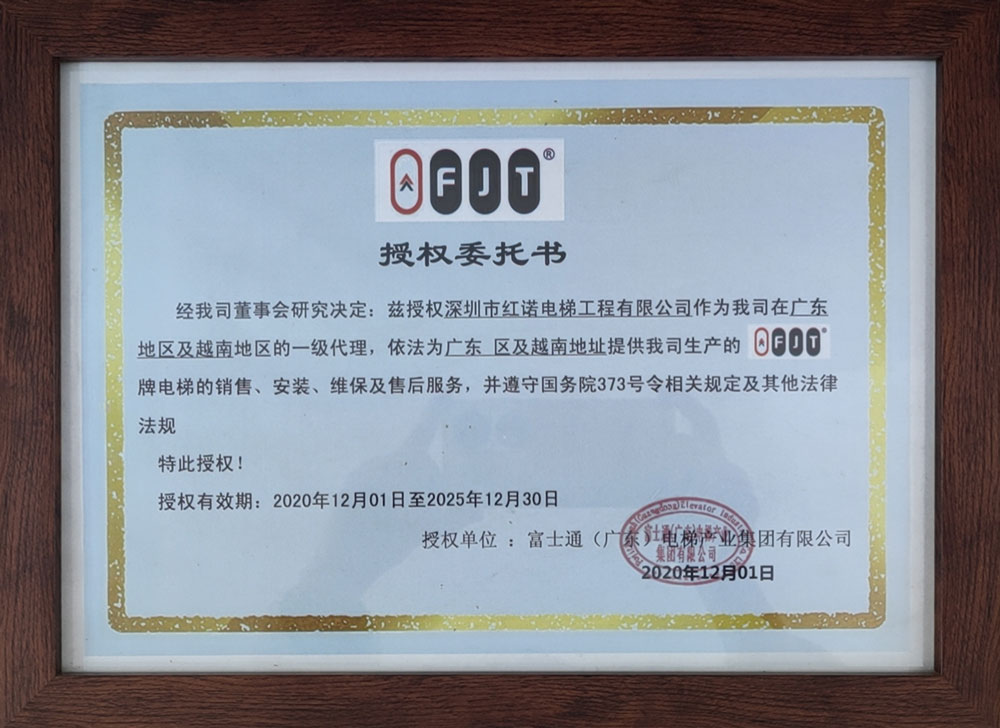 FJT®
授权委托书
经我司董事会研究决定：兹授权深圳市红诺电梯工程有限公司作为我司在广东
地区及越南地区的一级代理，依法为广东 区及越南地址提供我司生产的 FJT®
牌电梯的销售、安装、维保及售后服务，并遵守国务院373号令相关规定及其他法律
法规
特此授权！
授权有效期：2020年12月01日至2025年12月30日
授权单位 ：富士通（广东）电梯产业集团有限公司
集团有限公司
2020年12月01日